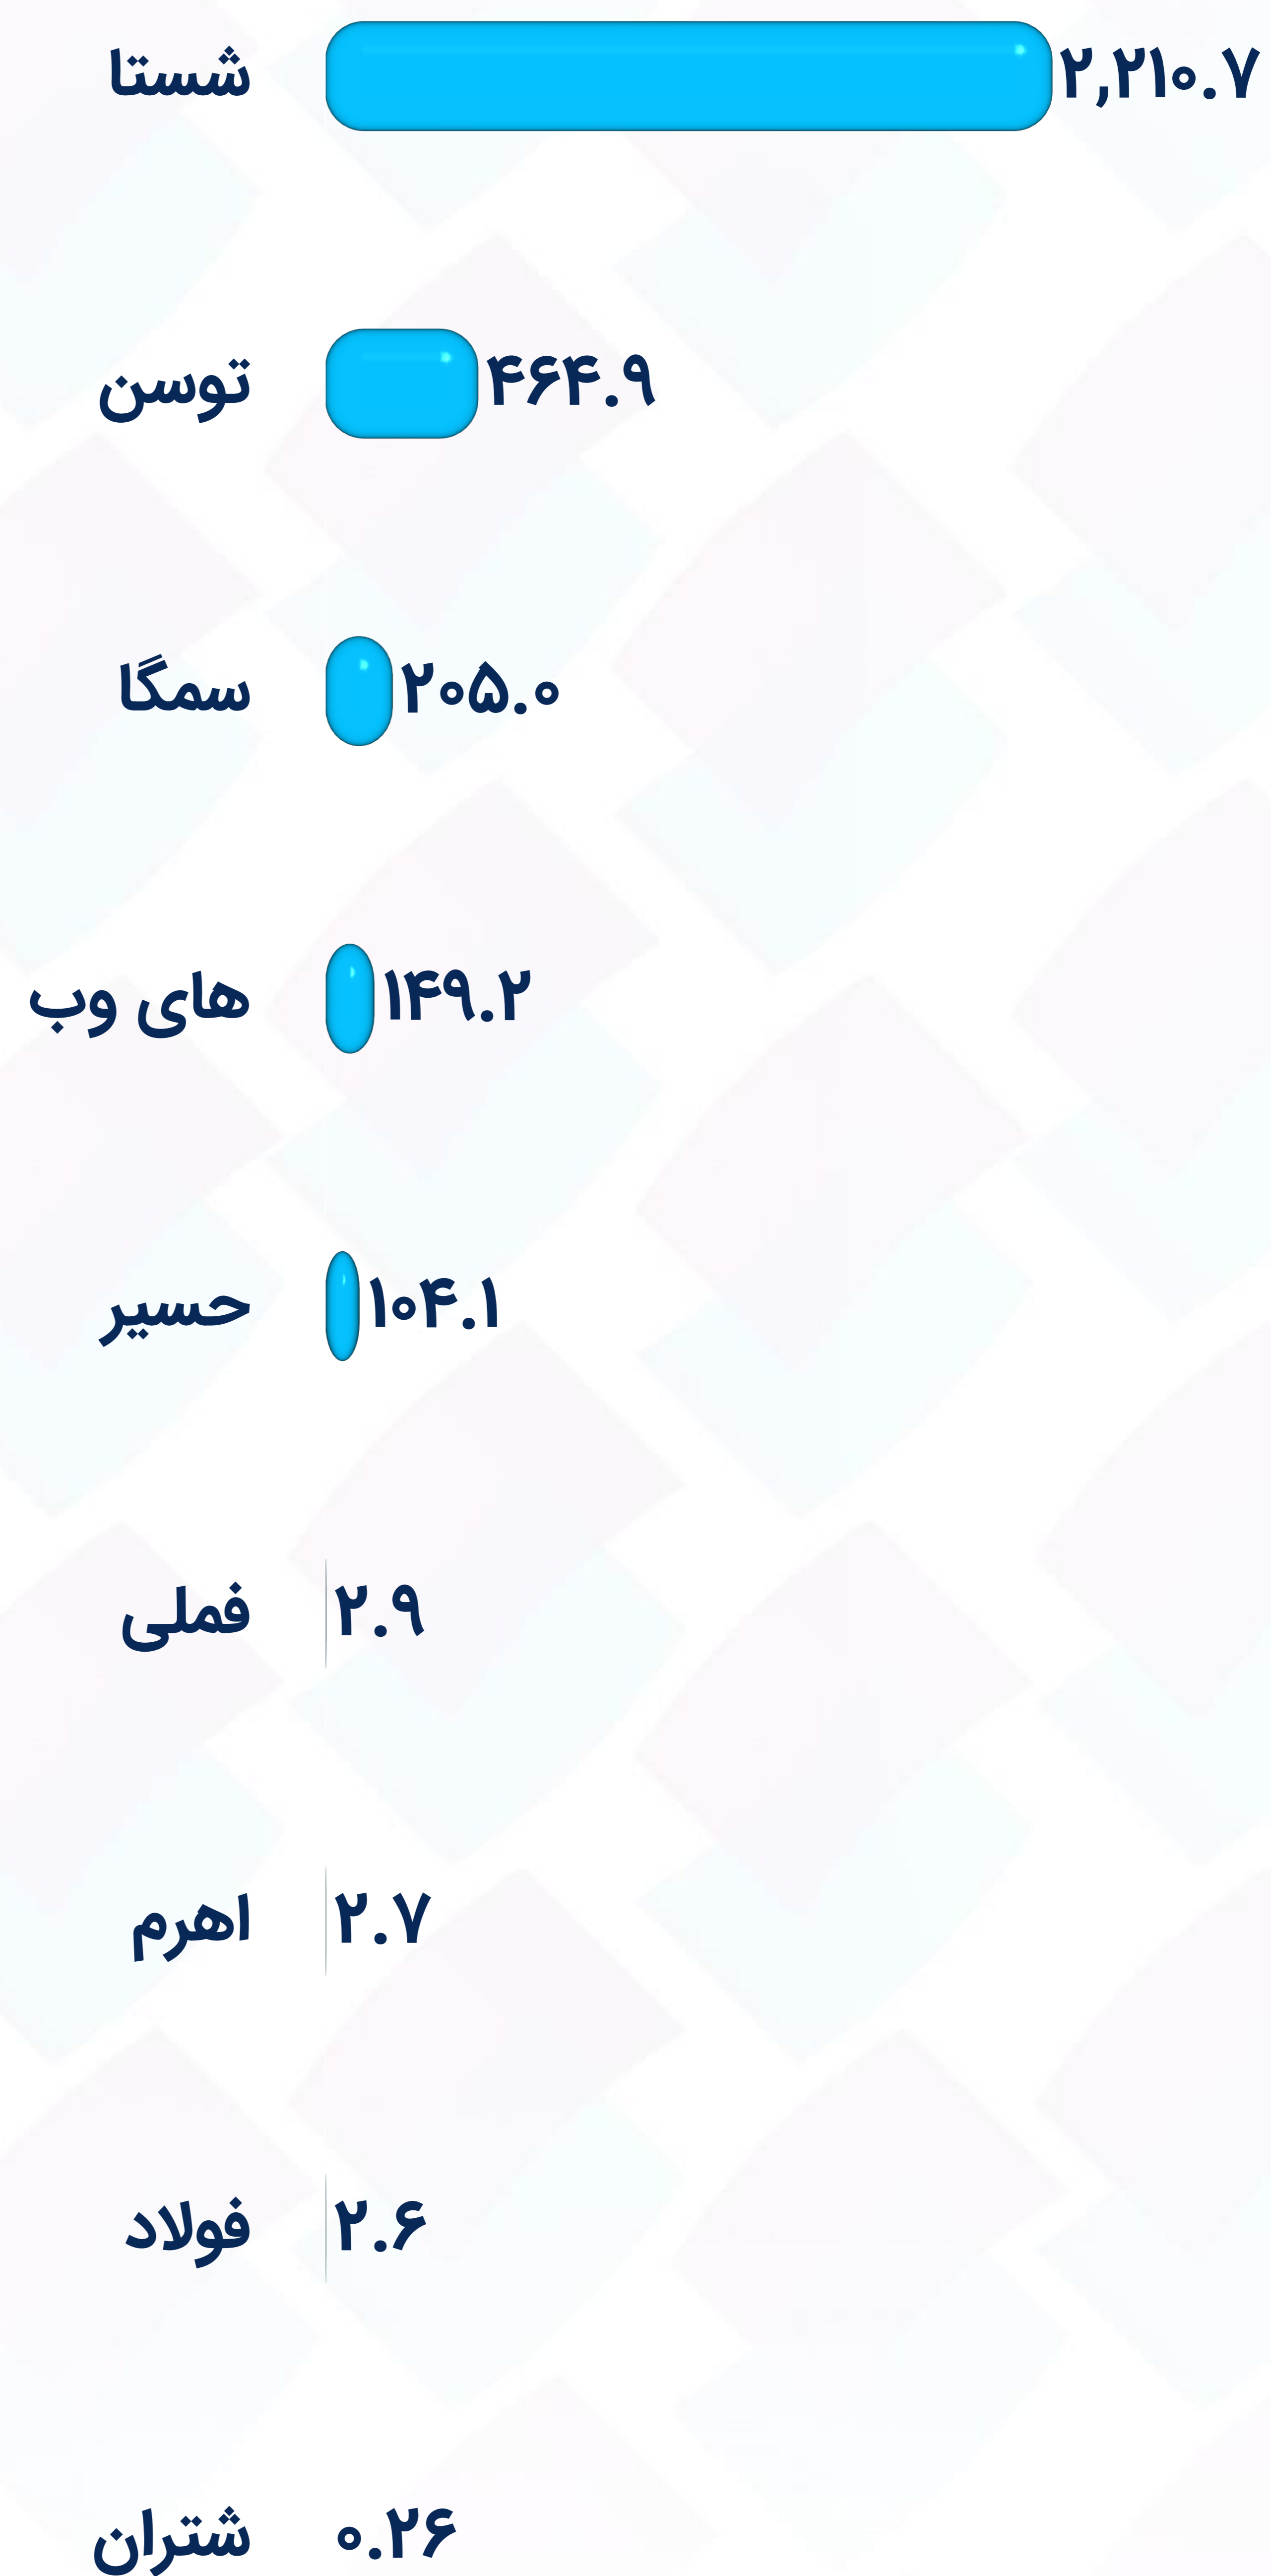 شستا ۲,۲۱۰.۷
توسن ۴۶۴.۹
سمگا ۲۰۵.۰
های وب ۱۴۹.۲
حسیر ۱۰۴.۱
فملی ۲.۹
اهرم ۲.۷
فولاد ۲.۶
شتران ۰.۲۶